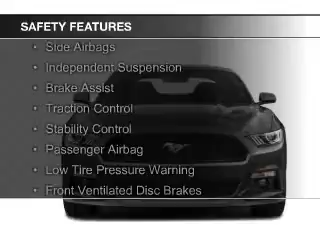 SAFETY FEATURES
• Side Airbags
• Independent Suspension
• Brake Assist
• Traction Control
• Stability Control
• Passenger Airbag
• Low Tire Pressure Warning
• Front Ventilated Disc Brakes